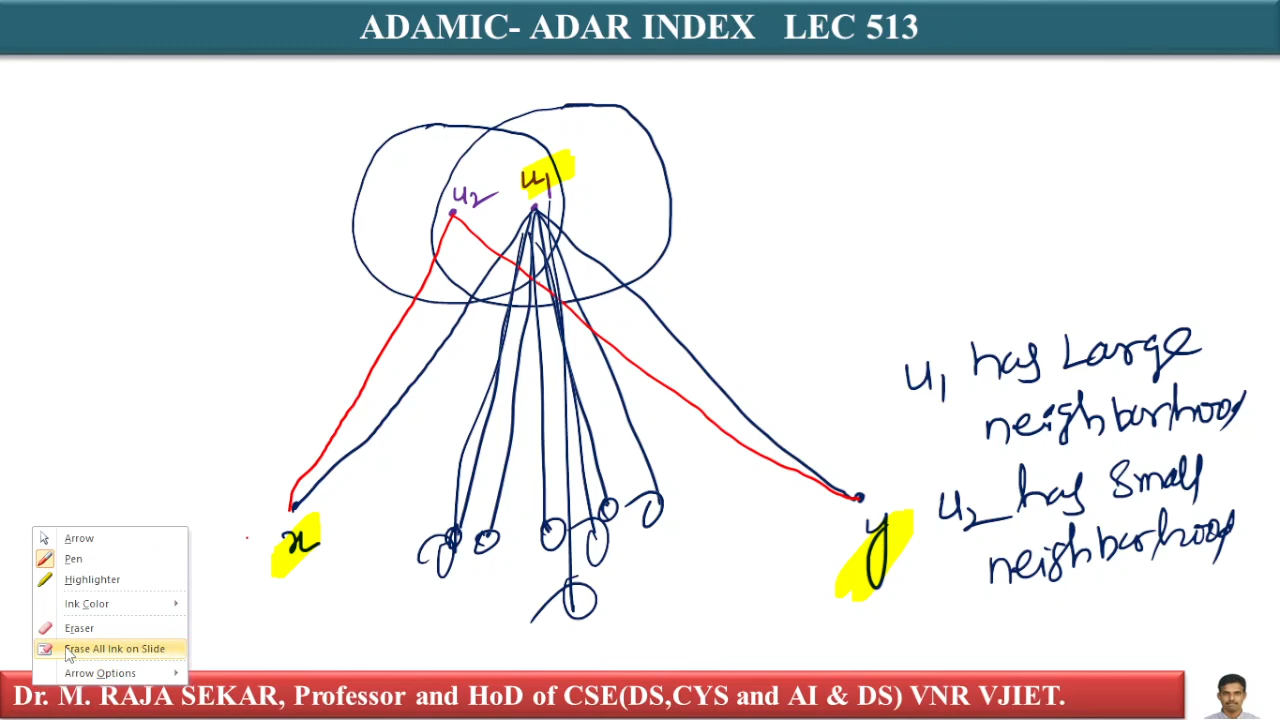 ADAMIC- ADAR INDEX LEC 513
u2
u1
u1 has Large
neighborhood
u2 has small
neighborhood
x
y
Arrow
Pen
Highlighter
Ink Color
Eraser
Erase All Ink on Slide
Arrow Options
Dr. M. RAJA SEKAR, Professor and HoD of CSE(DS,CYS and AI & DS) VNR VJIET.